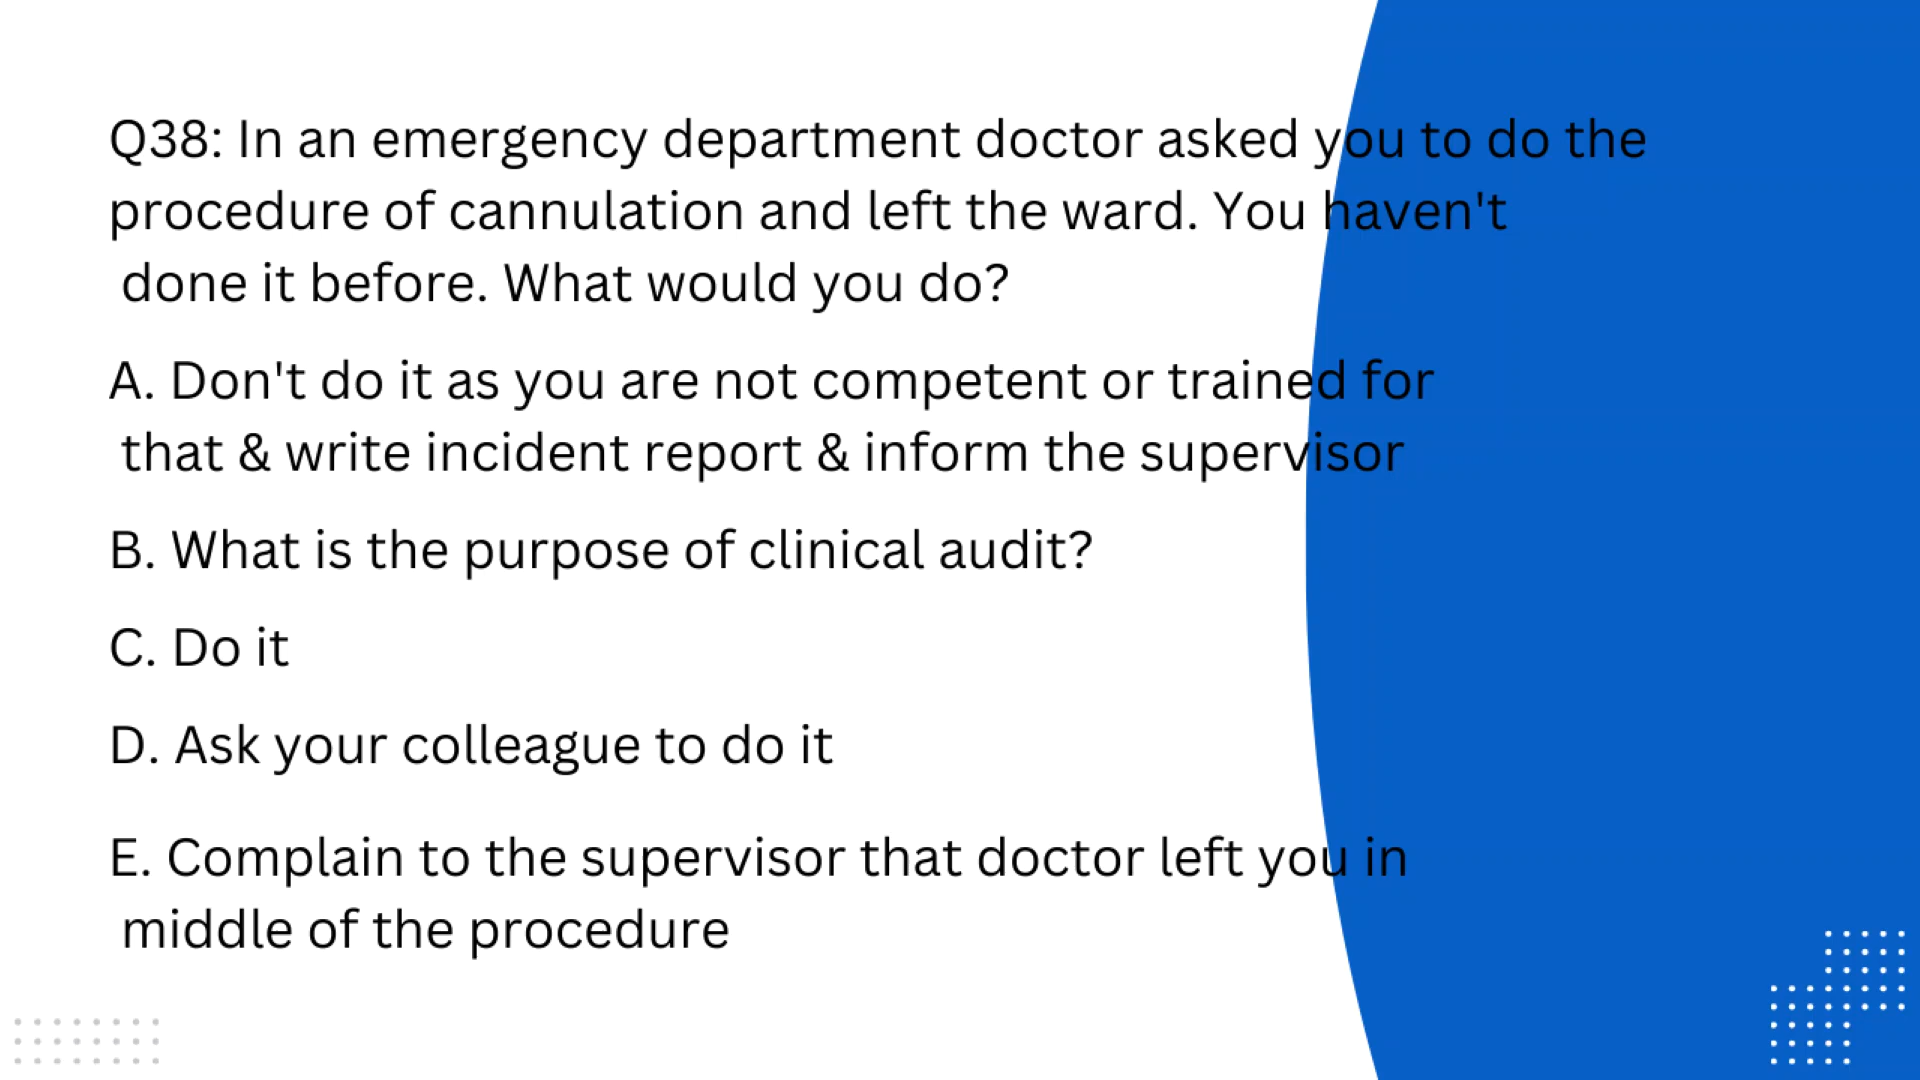 Q38: In an emergency department doctor asked you to do the
procedure of cannulation and left the ward. You haven't
done it before. What would you do?
A. Don't do it as you are not competent or trained for
that & write incident report & inform the supervisor
B. What is the purpose of clinical audit?
C. Do it
D. Ask your colleague to do it
E. Complain to the supervisor that doctor left you in
middle of the procedure